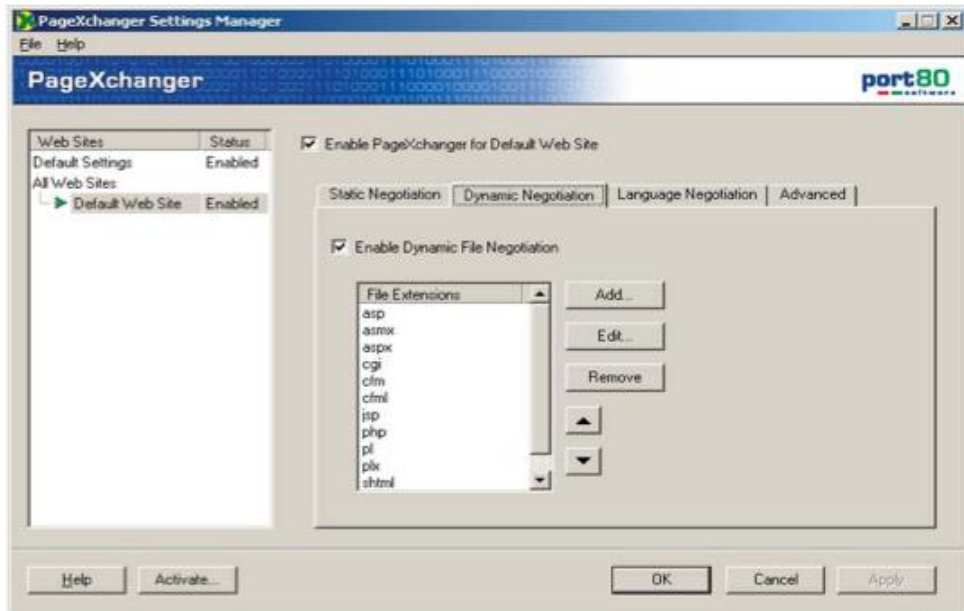 PageXchanger Settings Manager
File Help
PageXchanger
port80
software
Web Sites Status
Default Settings Enabled
All Web Sites
Default Web Site Enabled
Enable PageXchanger for Default Web Site
Static Negotiation Dynamic Negotiation Language Negotiation Advanced
Enable Dynamic File Negotiation
File Extensions
asp
asmx
aspx
cgi
cfm
cfml
jsp
php
pl
plx
shtml
Add...
Edit...
Remove
Help Activate... OK Cancel Apply